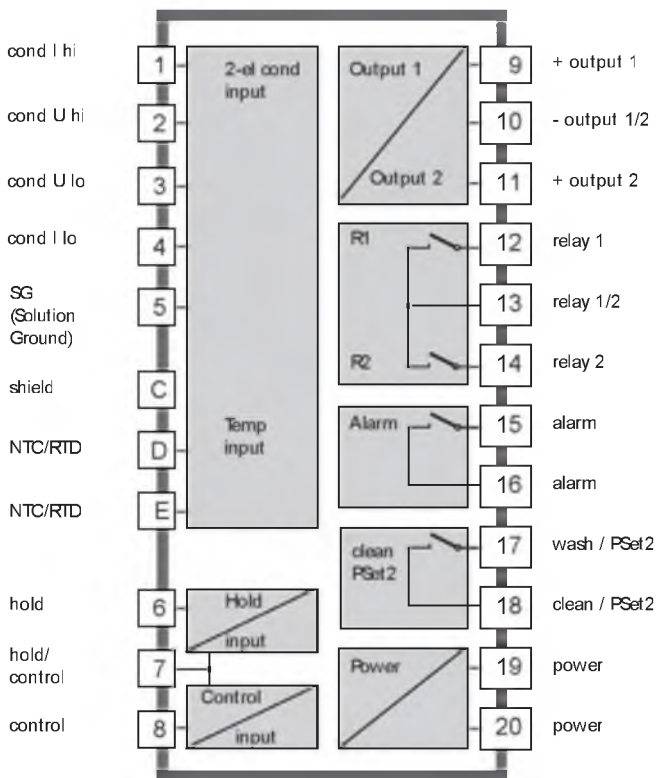 cond I hi
1
2-el cond
input
cond U hi
2
cond U lo
3
cond I lo
4
SG
(Solution
Ground)
5
shield
C
NTC/RTD
D
Temp
input
NTC/RTD
E
hold
6
Hold
input
hold/
control
7
control
8
Control
input
Output 1
9
+ output 1
10
- output 1/2
Output 2
11
+ output 2
R1
12
relay 1
13
relay 1/2
R2
14
relay 2
Alarm
15
alarm
16
alarm
clean
PSet2
17
wash / PSet2
18
clean / PSet2
Power
19
power
20
power